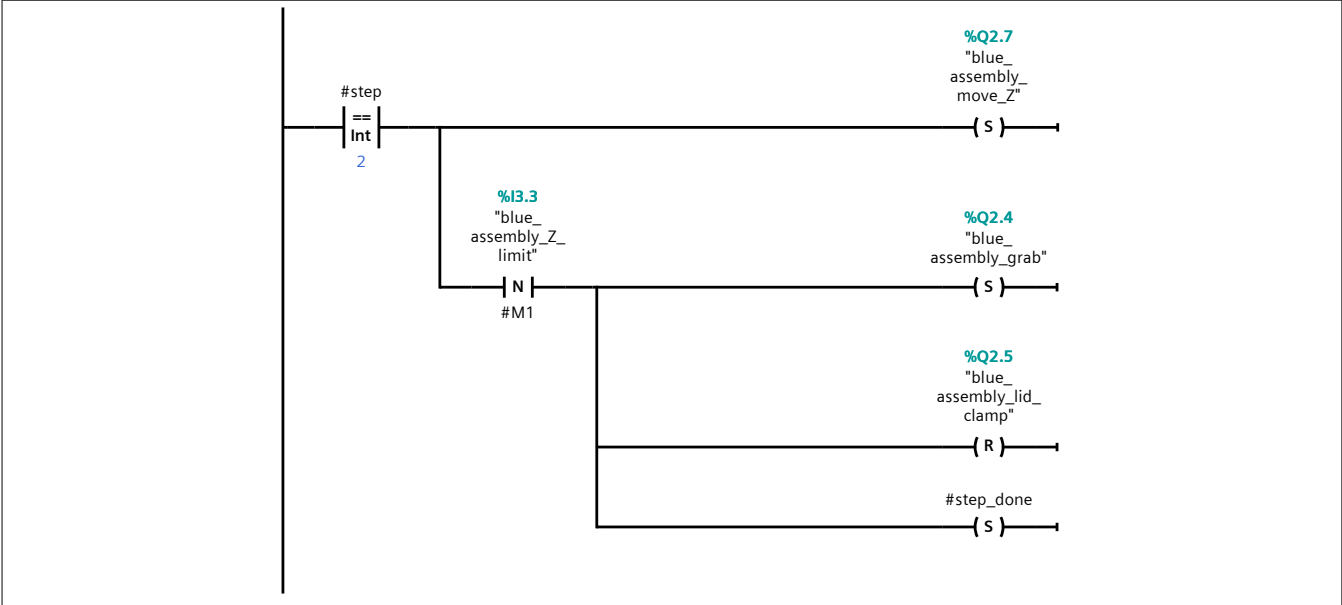 %Q2.7
"blue_
assembly_
move_Z"
#step
==
Int
2
S
%I3.3
"blue_
assembly_Z_
limit"
N
#M1
%Q2.4
"blue_
assembly_grab"
S
%Q2.5
"blue_
assembly_lid_
clamp"
R
#step_done
S